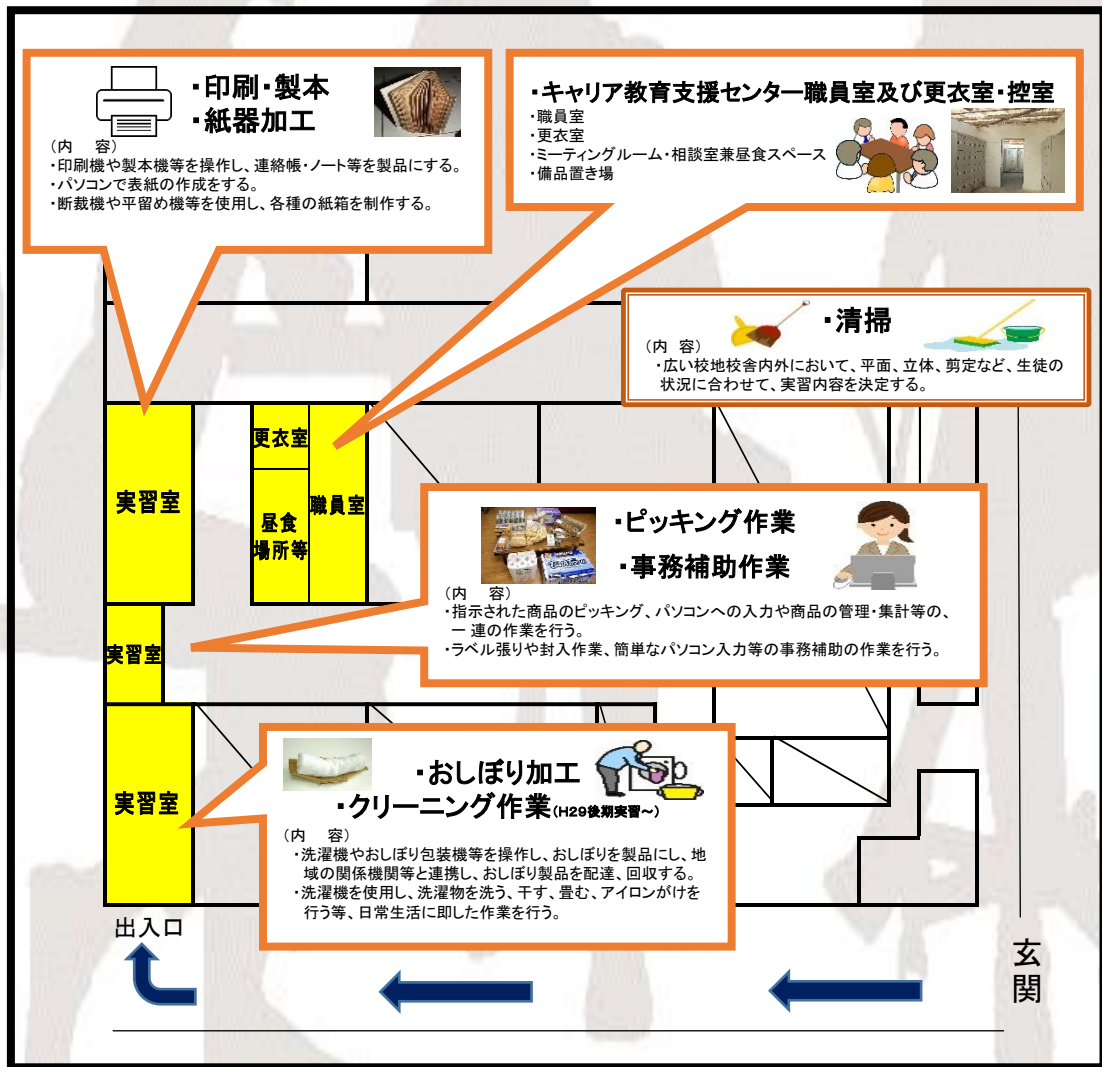 ・印刷・製本
・紙器加工
（内　容）
・印刷機や製本機等を操作し、連絡帳・ノート等を製品にする。
・パソコンで表紙の作成をする。
・断裁機や平留め機等を使用し、各種の紙箱を制作する。
・キャリア教育支援センター職員室及び更衣室・控室
・職員室
・更衣室
・ミーティングルーム・相談室兼昼食スペース
・備品置き場
・清掃
（内 容）
・広い校地校舎内外において、平面、立体、剪定など、生徒の
状況に合わせて、実習内容を決定する。
実習室
更衣室
昼食
場所等
職員室
・ピッキング作業
・事務補助作業
（内　容）
・指示された商品のピッキング、パソコンへの入力や商品の管理・集計等の、
一連の作業を行う。
・ラベル張りや封入作業、簡単なパソコン入力等の事務補助の作業を行う。
実習室
実習室
・おしぼり加工
・クリーニング作業(H29後期実習～)
（内　容）
・洗濯機やおしぼり包装機等を操作し、おしぼりを製品にし、地
域の関係機関等と連携し、おしぼり製品を配達、回収する。
・洗濯機を使用し、洗濯物を洗う、干す、畳む、アイロンがけを
行う等、日常生活に即した作業を行う。
出入口
玄関